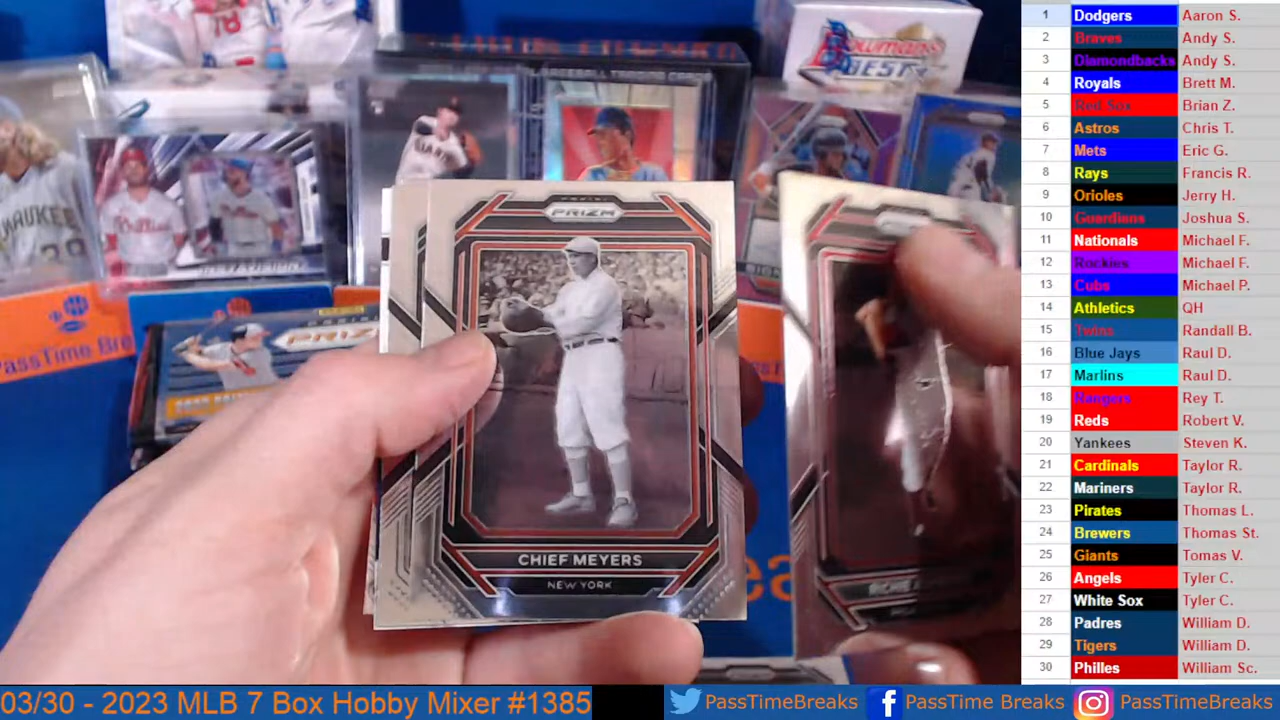 Bowman's
BEST
GIANTS
Phillies
MILWAUKEE
PRIZM
PRIZM
CHIEF MEYERS
NEW YORK
PassTime Brea
1 Dodgers Aaron S.
2 Braves Andy S.
3 Diamondbacks Andy S.
4 Royals Brett M.
5 Red Sox Brian Z.
6 Astros Chris T.
7 Mets Eric G.
8 Rays Francis R.
9 Orioles Jerry H.
10 Guardians Joshua S.
11 Nationals Michael F.
12 Rockies Michael F.
13 Cubs Michael P.
14 Athletics QH
15 Twins Randall B.
16 Blue Jays Raul D.
17 Marlins Raul D.
18 Rangers Rey T.
19 Reds Robert V.
20 Yankees Steven K.
21 Cardinals Taylor R.
22 Mariners Taylor R.
23 Pirates Thomas L.
24 Brewers Thomas St.
25 Giants Tomas V.
26 Angels Tyler C.
27 White Sox Tyler C.
28 Padres William D.
29 Tigers William D.
30 Philles William Sc.
03/30 - 2023 MLB 7 Box Hobby Mixer #1385
PassTimeBreaks
PassTime Breaks
PassTimeBreaks